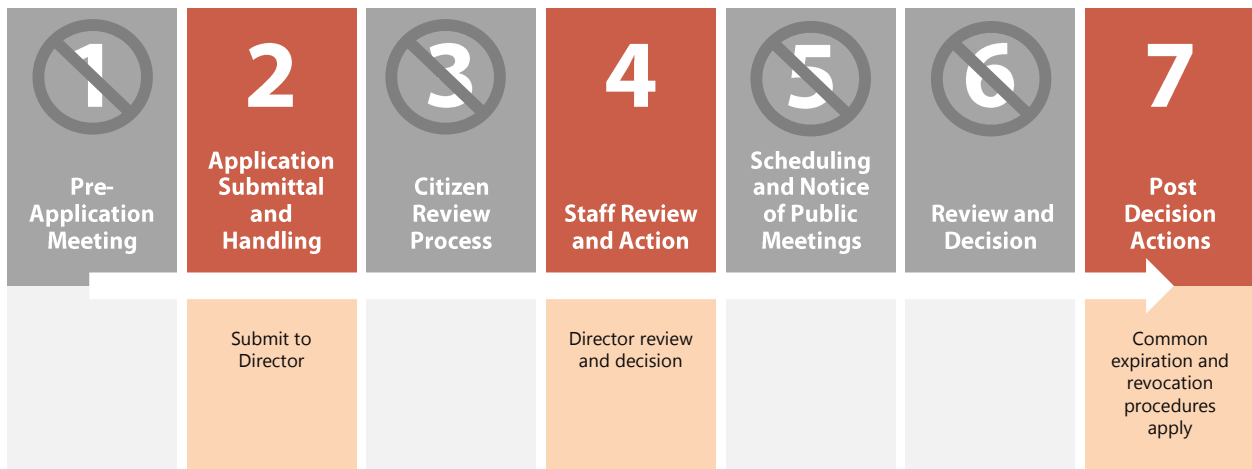 1
Pre-
Application
Meeting
2
Application
Submittal
and
Handling
Submit to
Director
3
Citizen
Review
Process
4
Staff Review
and Action
Director review
and decision
5
Scheduling
and Notice
of Public
Meetings
6
Review and
Decision
7
Post
Decision
Actions
Common
expiration and
revocation
procedures
apply